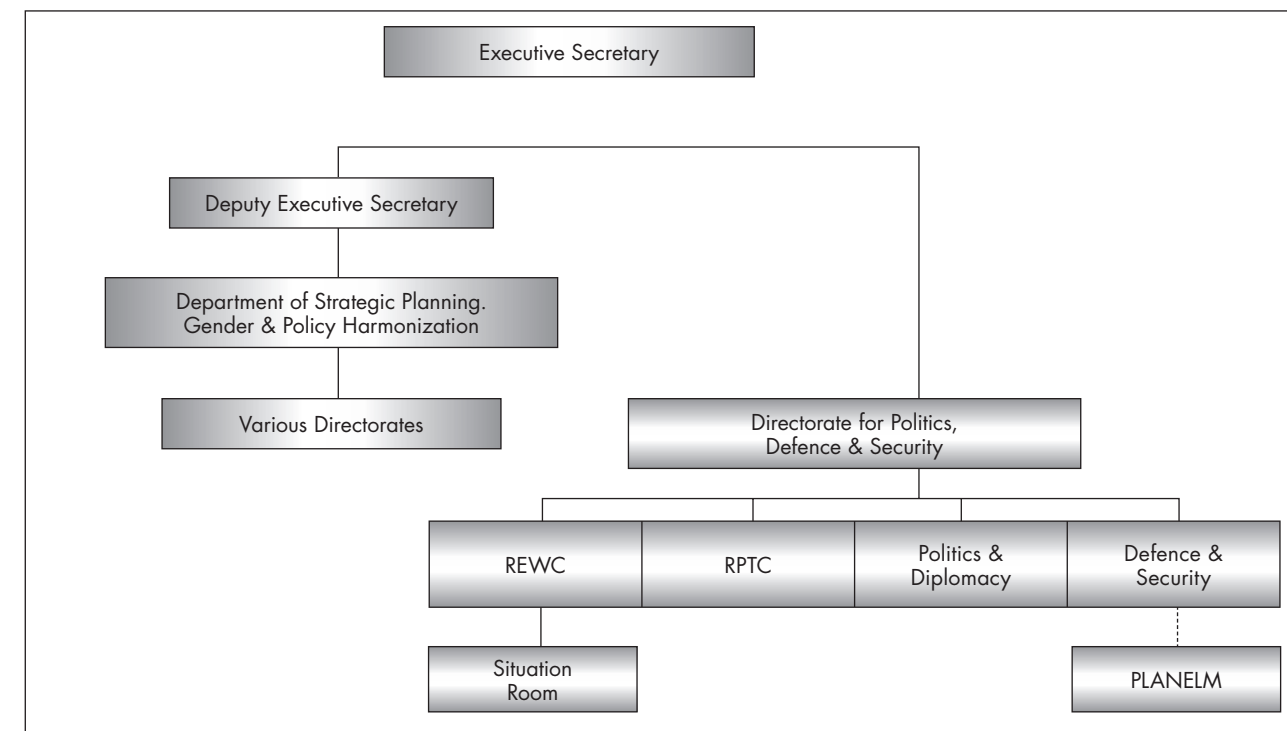 Executive Secretary
Deputy Executive Secretary
Department of Strategic Planning.
Gender & Policy Harmonization
Various Directorates
Directorate for Politics,
Defence & Security
REWC
RPTC
Politics &
Diplomacy
Defence &
Security
Situation
Room
PLANELM